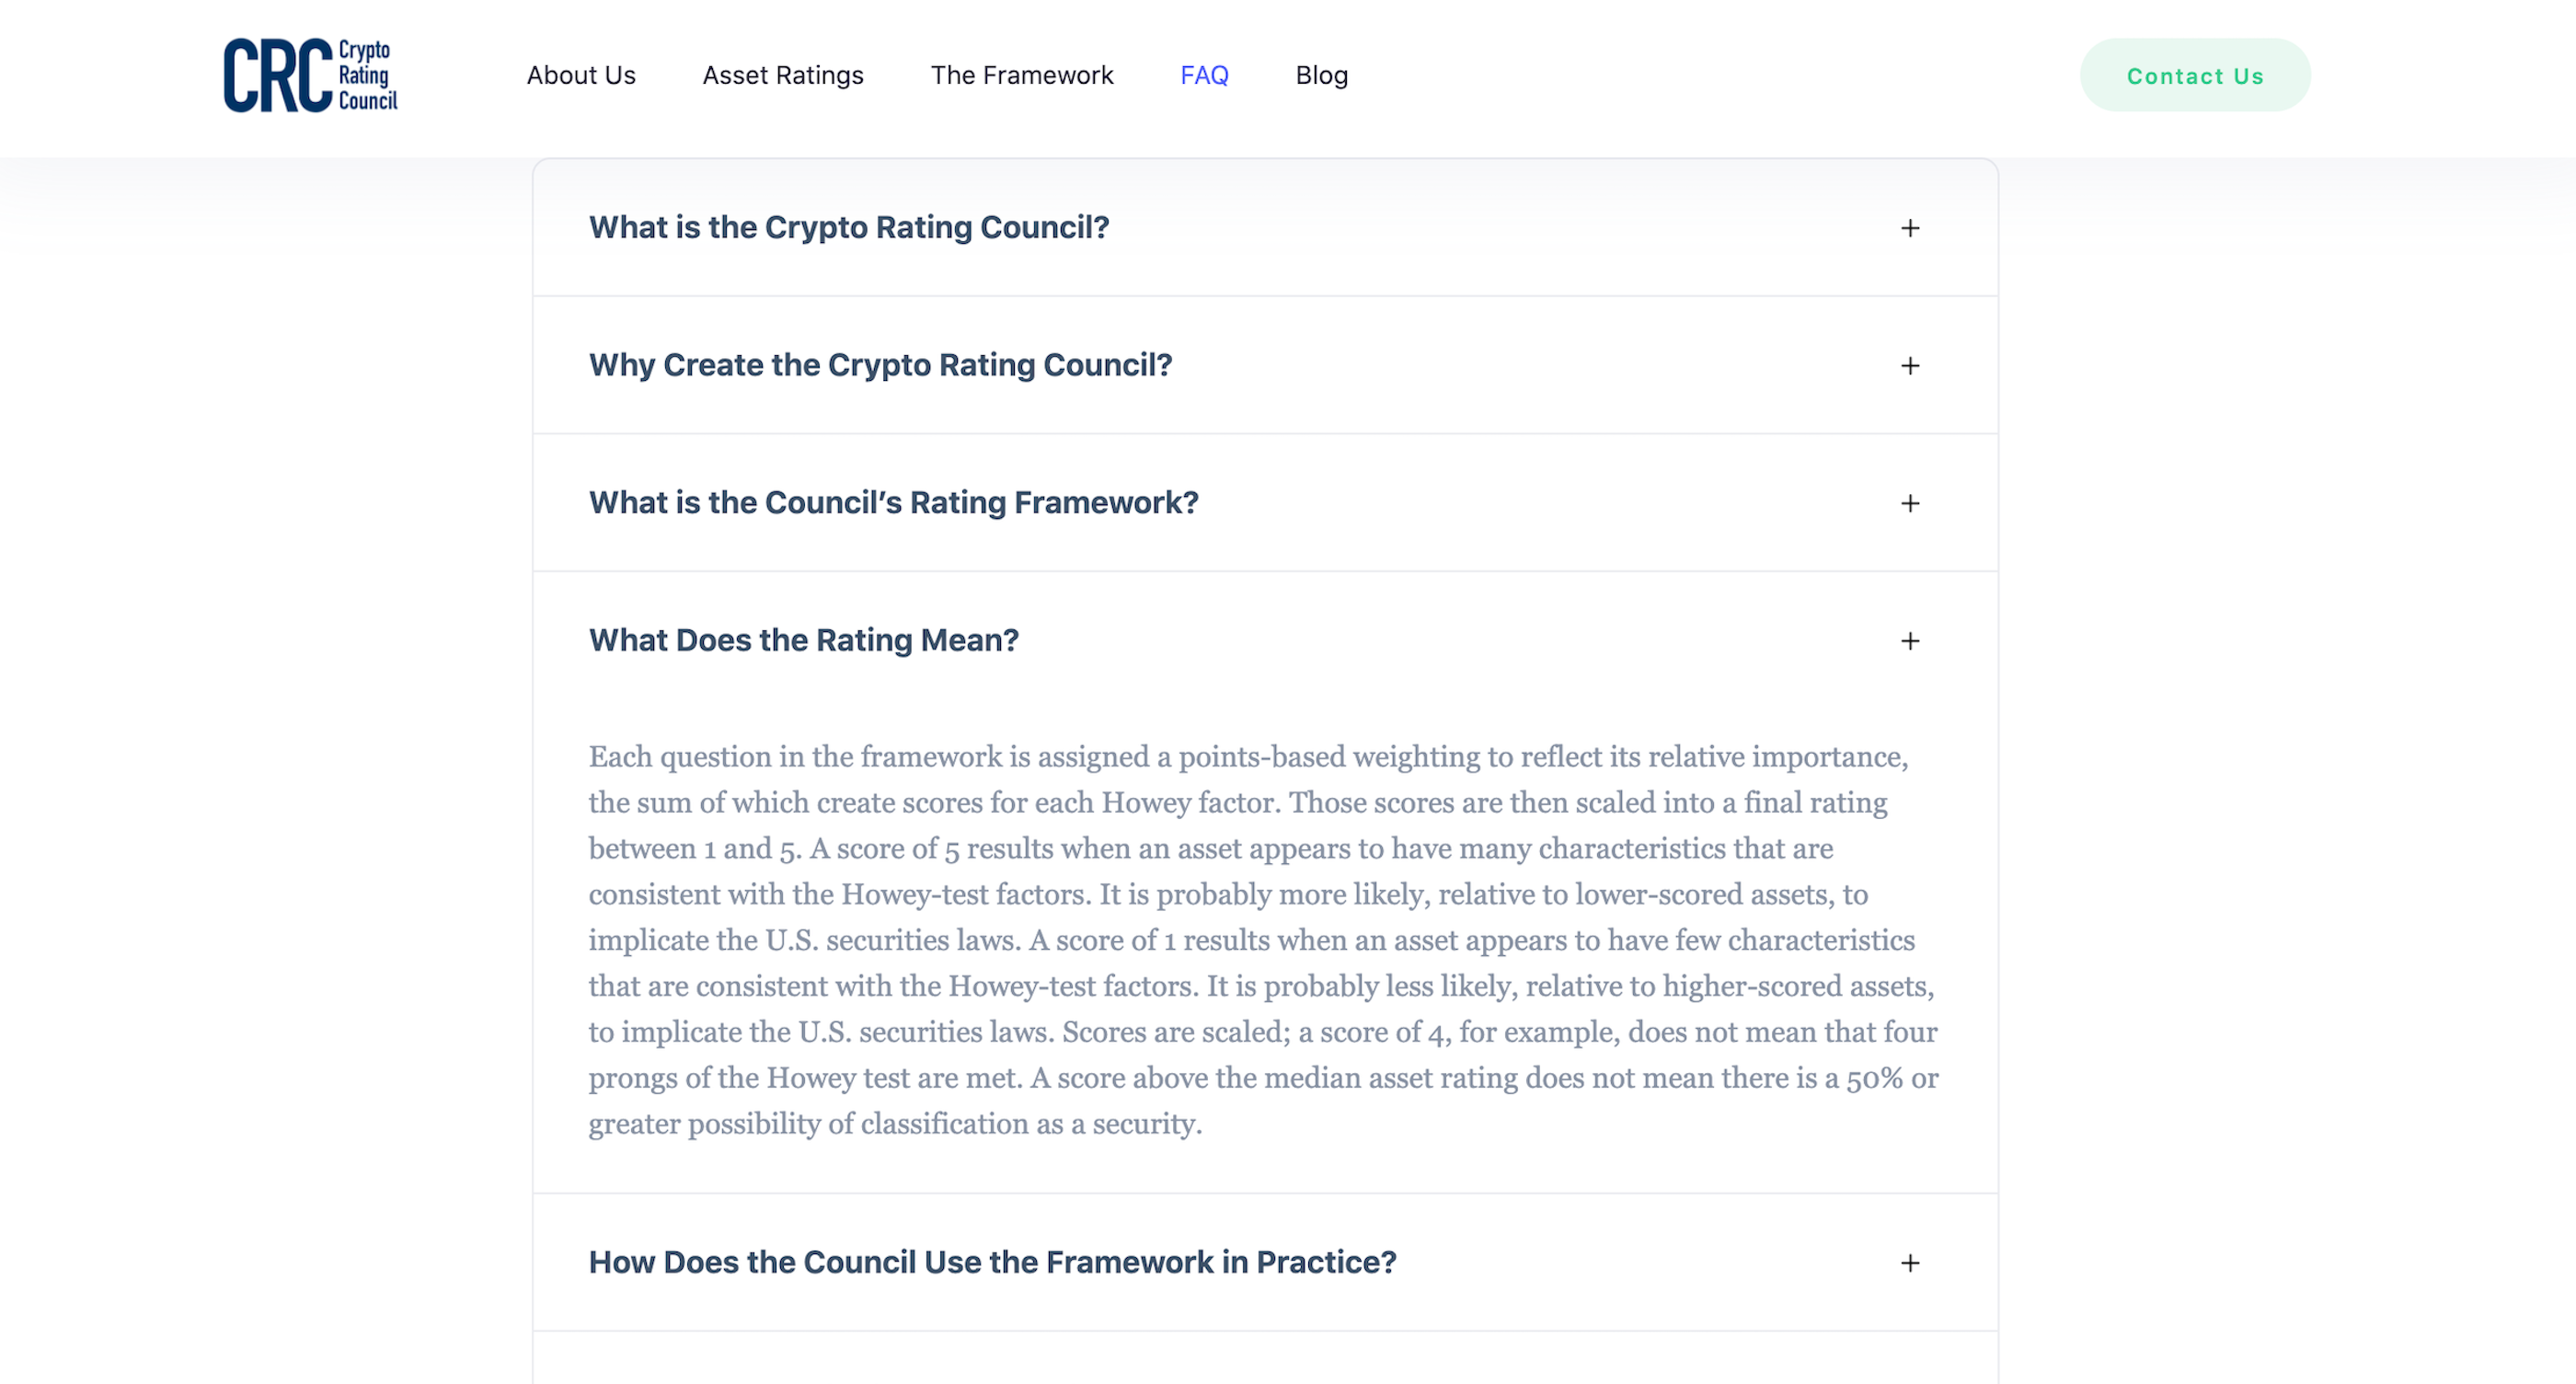 CRC Crypto
Rating
Council
About Us
Asset Ratings
The Framework
FAQ
Blog
Contact Us
What is the Crypto Rating Council?
+
Why Create the Crypto Rating Council?
+
What is the Council’s Rating Framework?
+
What Does the Rating Mean?
+
Each question in the framework is assigned a points-based weighting to reflect its relative importance,
the sum of which create scores for each Howey factor. Those scores are then scaled into a final rating
between 1 and 5. A score of 5 results when an asset appears to have many characteristics that are
consistent with the Howey-test factors. It is probably more likely, relative to lower-scored assets, to
implicate the U.S. securities laws. A score of 1 results when an asset appears to have few characteristics
that are consistent with the Howey-test factors. It is probably less likely, relative to higher-scored assets,
to implicate the U.S. securities laws. Scores are scaled; a score of 4, for example, does not mean that four
prongs of the Howey test are met. A score above the median asset rating does not mean there is a 50% or
greater possibility of classification as a security.
How Does the Council Use the Framework in Practice?
+